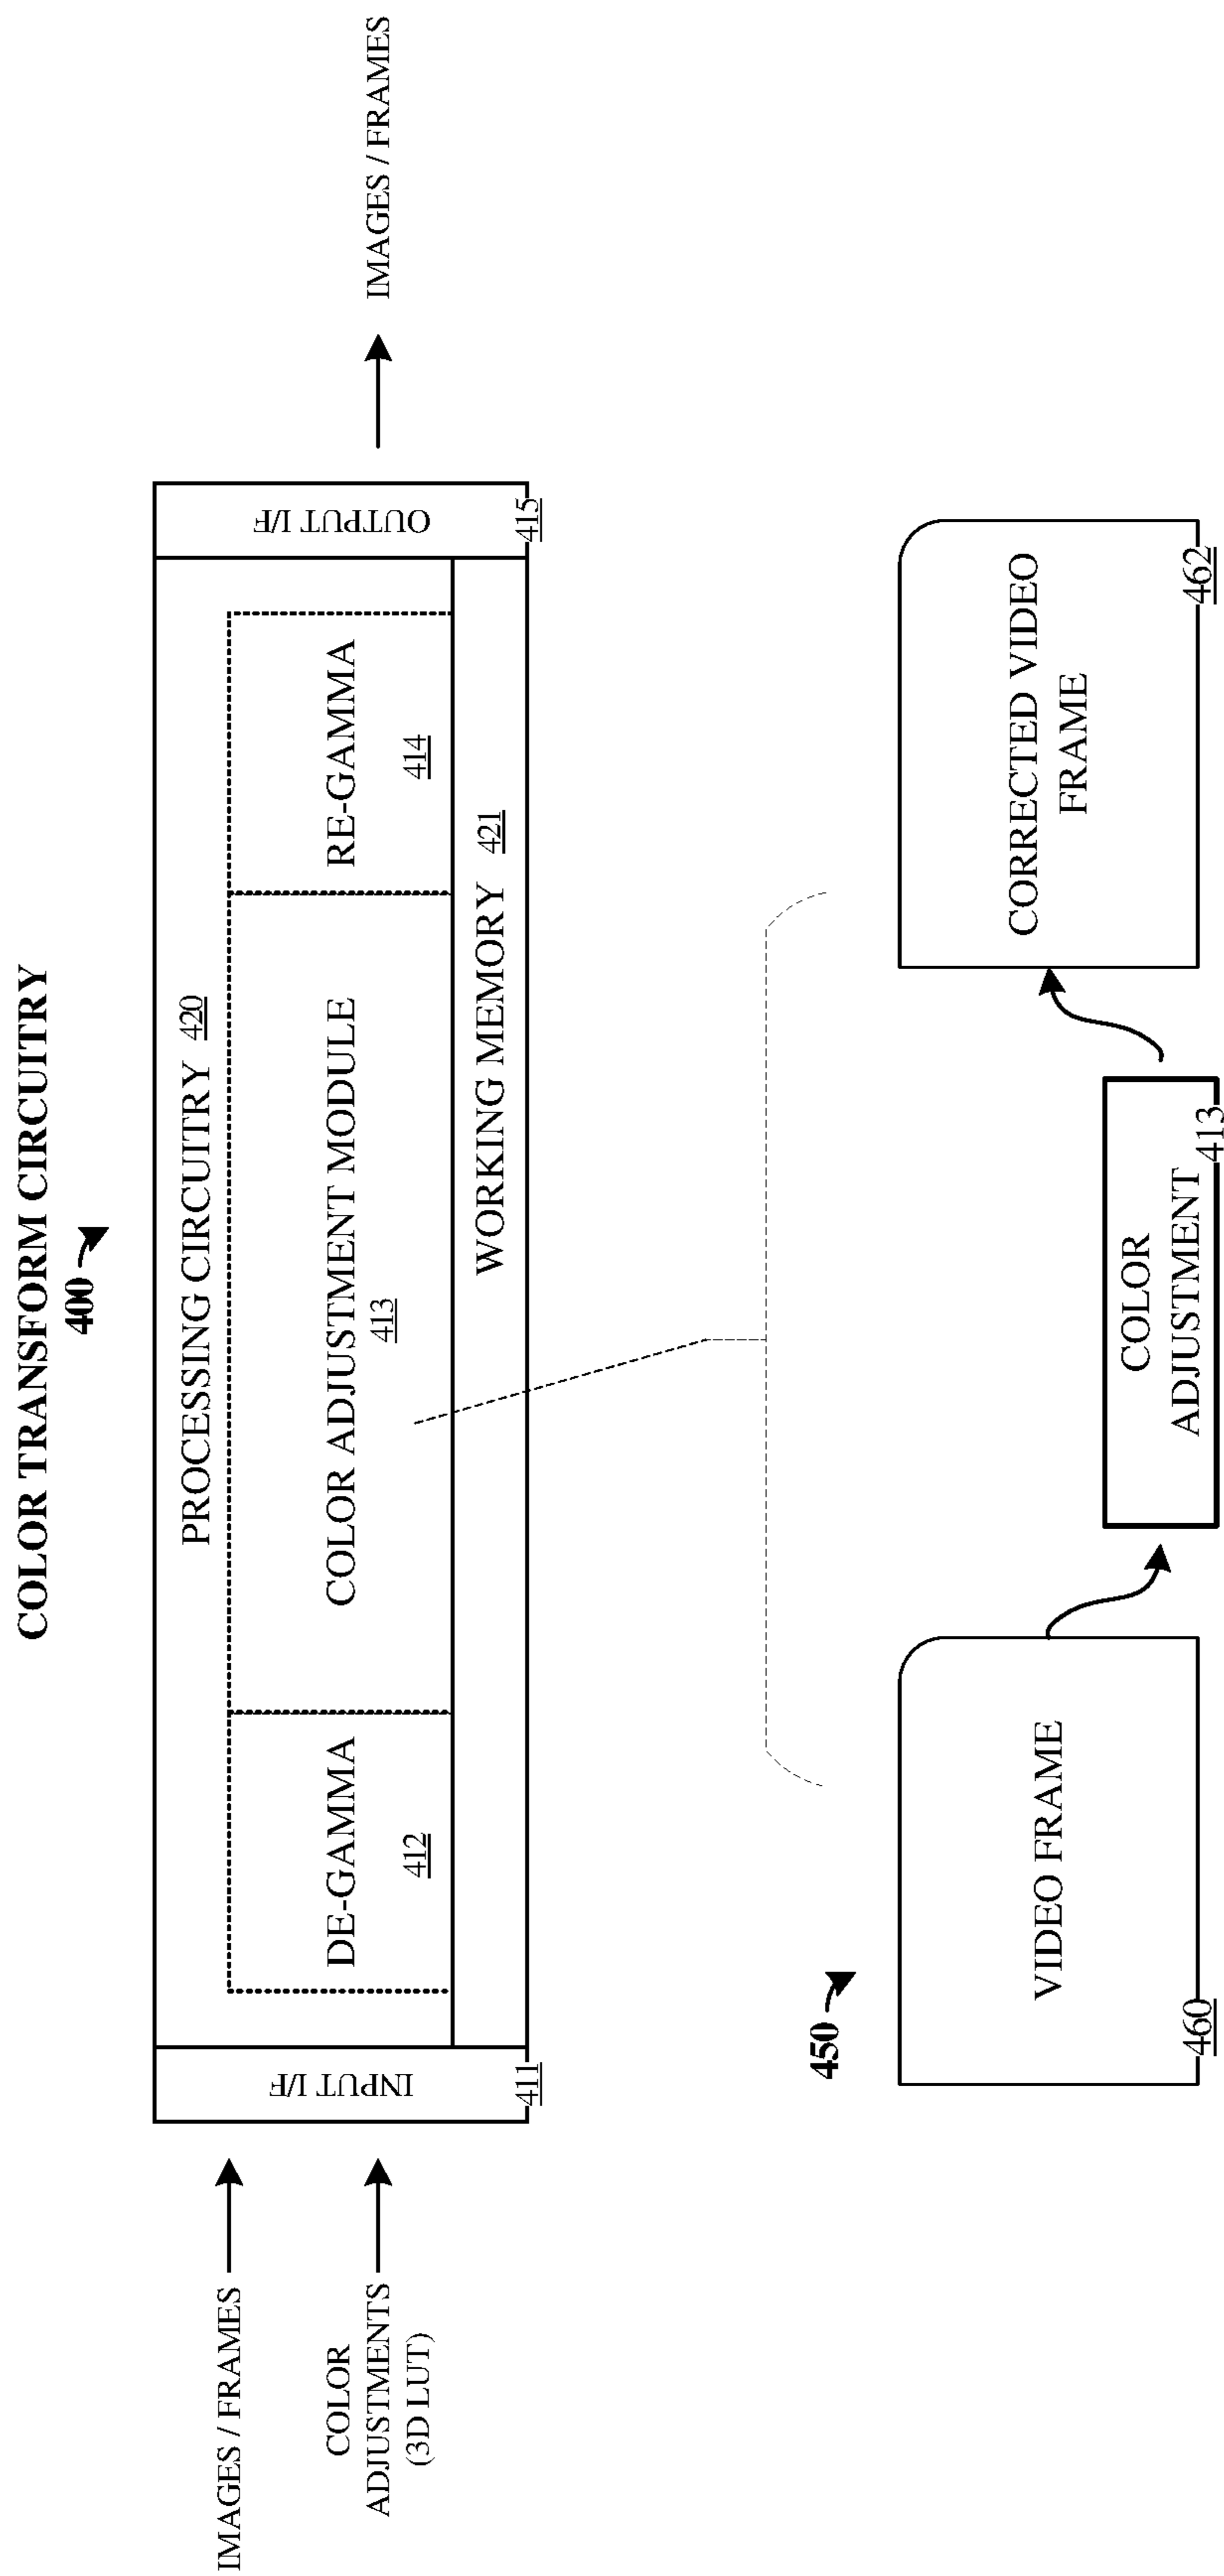 COLOR TRANSFORM CIRCUITRY
400
IMAGES / FRAMES
COLOR
ADJUSTMENTS
(3D LUT)
INPUT I/F
411
PROCESSING CIRCUITRY 420
DE-GAMMA
412
COLOR ADJUSTMENT MODULE
413
RE-GAMMA
414
WORKING MEMORY 421
OUTPUT I/F
415
IMAGES / FRAMES
450
VIDEO FRAME
460
COLOR
ADJUSTMENT
413
CORRECTED VIDEO
FRAME
462